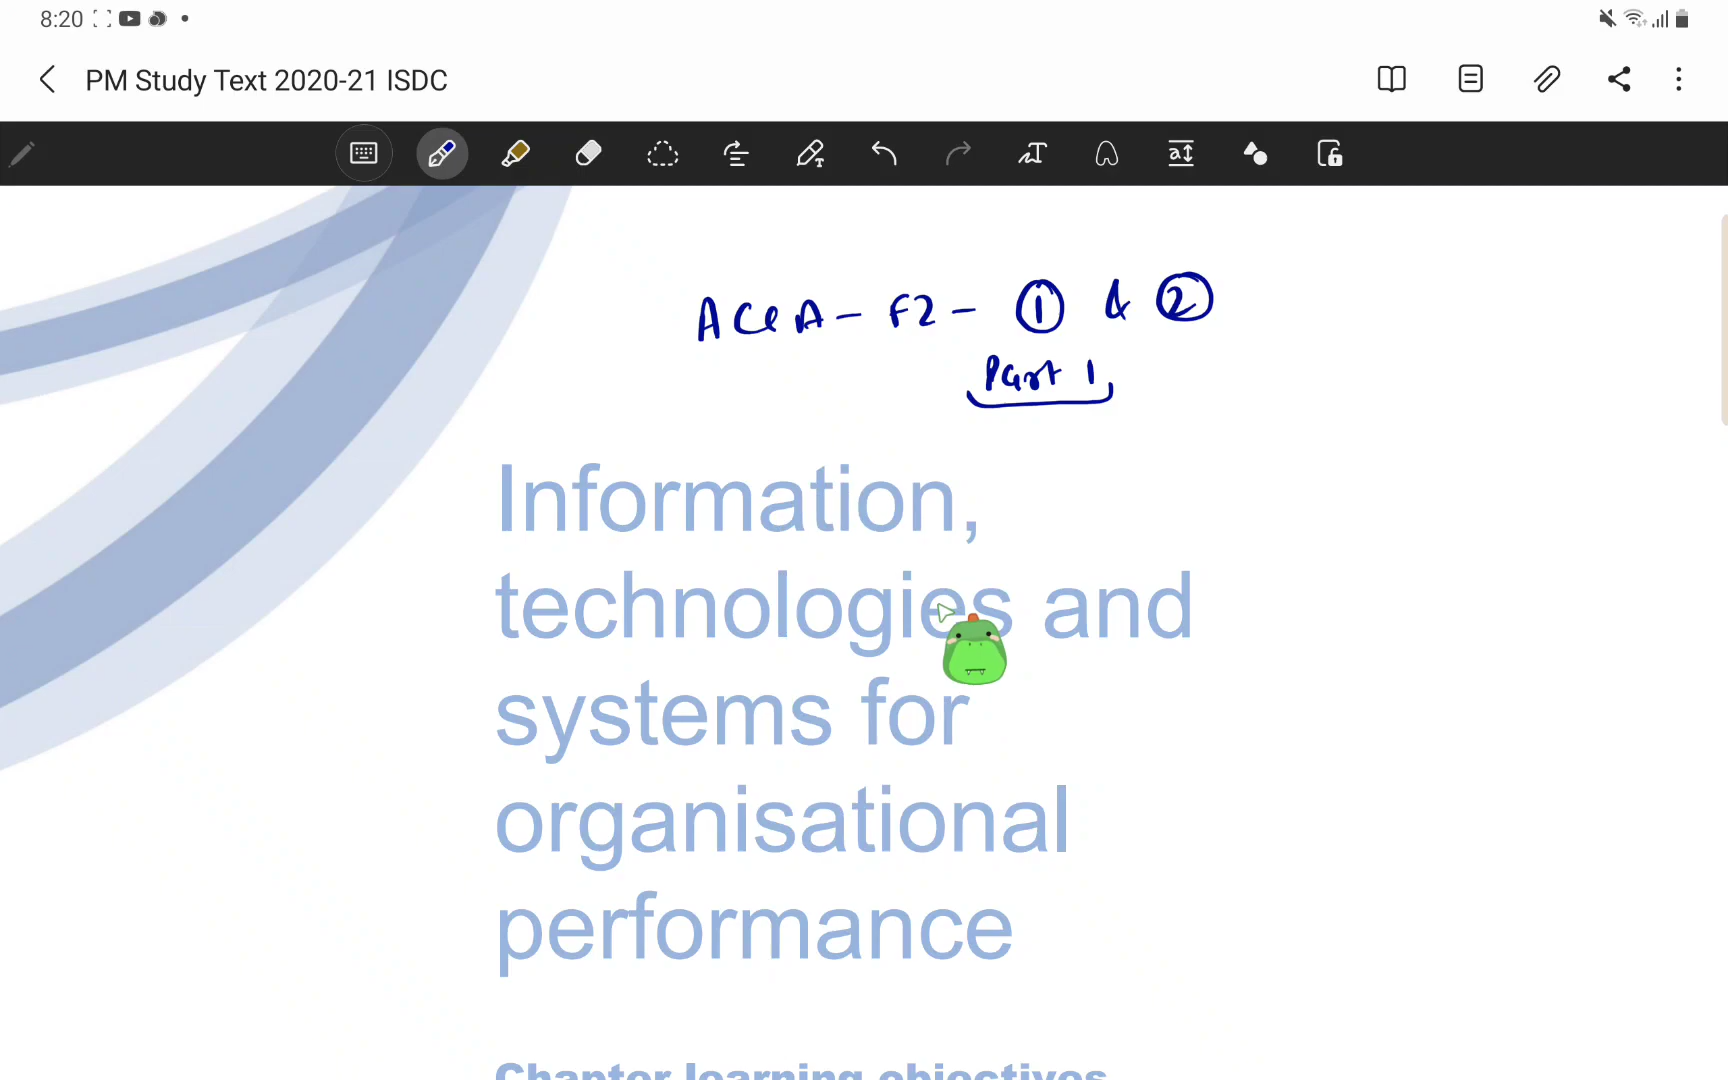 8:20
PM Study Text 2020-21 ISDC
ACCA - F2 - ① & ②
Part 1
Information,
technologies and
systems for
organisational
performance
Chapter learning objectives